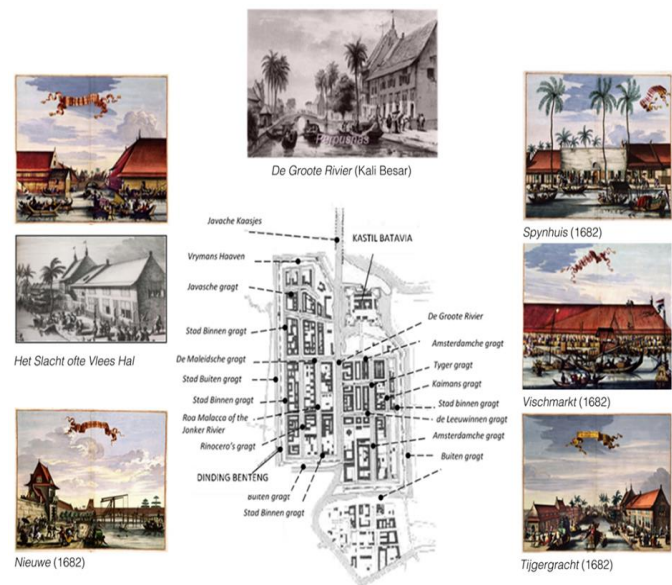 Perpusnas
De Groote Rivier (Kali Besar)
Het Slacht ofte Vlees Hal
Nieuwe (1682)
Javache Kaasjes
Vrymans Haaven
Javasche gragt
Stad Binnen gragt
De Maleidsche gragt
Stad Buiten gragt
Stad Binnen gragt
Roa Malacca of the
Jonker Rivier
Rinocero's gragt
DINDING BENTENG
Buiten gragt
Stad Binnen gragt
KASTIL BATAVIA
De Groote Rivier
Amsterdamche gragt
Tyger gragt
Kaimans gragt
Stad binnen gragt
de Leeuwinnen gragt
Amsterdamche gragt
Buiten gragt
Spynhuis (1682)
Vischmarkt (1682)
Tijgergracht (1682)